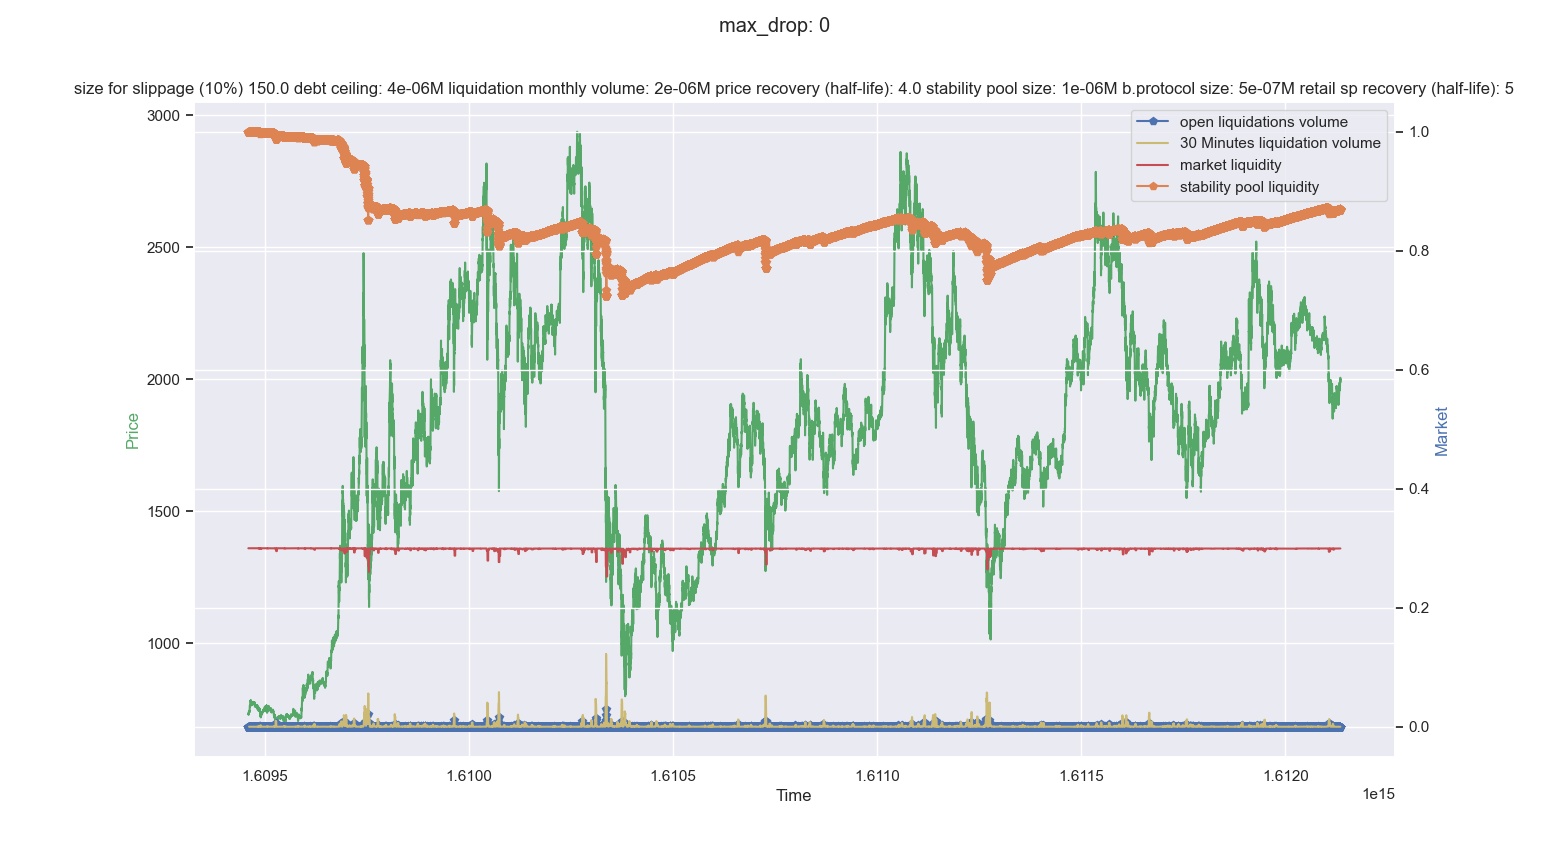 max_drop: 0
size for slippage (10%) 150.0 debt ceiling: 4e-06M liquidation monthly volume: 2e-06M price recovery (half-life): 4.0 stability pool size: 1e-06M b.protocol size: 5e-07M retail sp recovery (half-life): 5
open liquidations volume
30 Minutes liquidation volume
market liquidity
stability pool liquidity
3000
2500
2000
1500
1000
Price
1.0
0.8
0.6
0.4
0.2
0.0
Market
1.6095 1.6100 1.6105 1.6110 1.6115 1.6120
1e15
Time